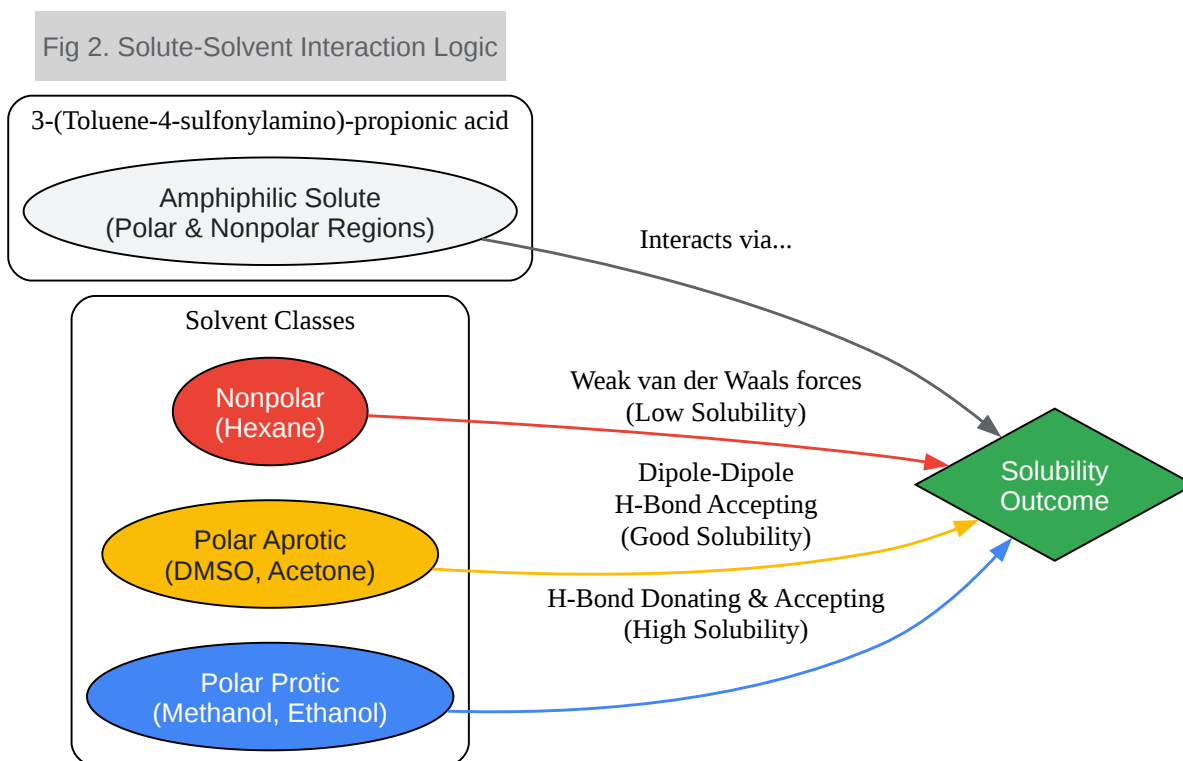 Fig 2. Solute-Solvent Interaction Logic
3-(Toluene-4-sulfonylamino)-propionic acid
Amphiphilic Solute
(Polar & Nonpolar Regions)
Interacts via...
Solvent Classes
Nonpolar
(Hexane)
Weak van der Waals forces
(Low Solubility)
Dipole-Dipole
H-Bond Accepting
(Good Solubility)
Solubility
Outcome
Polar Aprotic
(DMSO, Acetone)
H-Bond Donating & Accepting
(High Solubility)
Polar Protic
(Methanol, Ethanol)